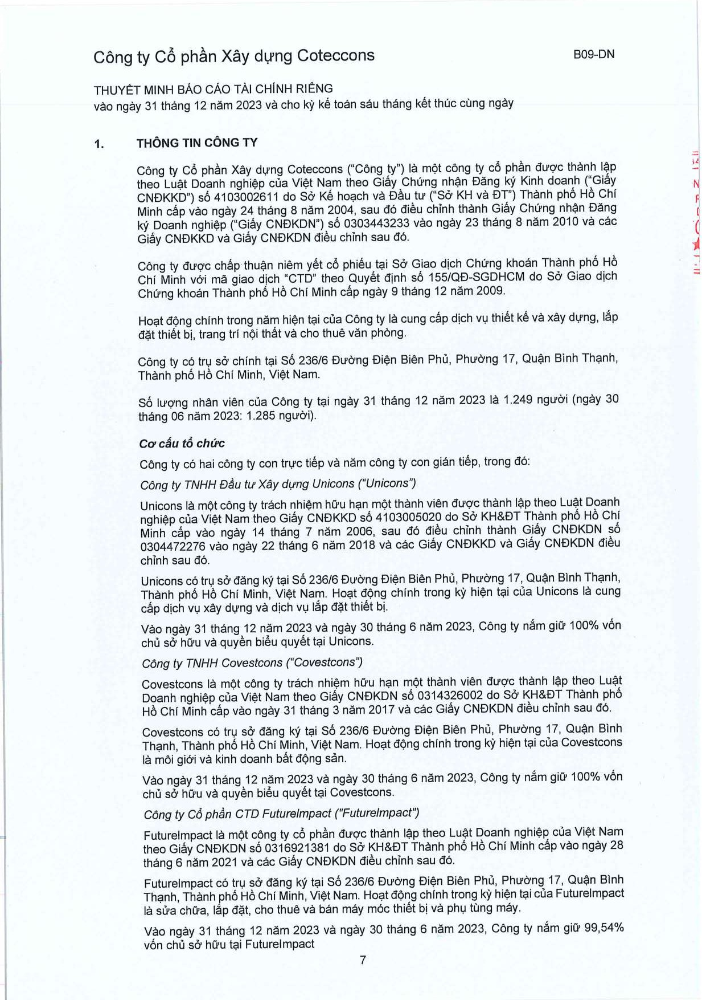 Công ty Cổ phần Xây dựng Coteccons
B09-DN
THUYẾT MINH BÁO CÁO TÀI CHÍNH RIÊNG
vào ngày 31 tháng 12 năm 2023 và cho kỳ kế toán sáu tháng kết thúc cùng ngày
1. THÔNG TIN CÔNG TY
Công ty Cổ phần Xây dựng Coteccons (“Công ty”) là một công ty cổ phần được thành lập
theo Luật Doanh nghiệp của Việt Nam theo Giấy Chứng nhận Đăng ký Kinh doanh (“Giấy
CNĐKKD”) số 4103002611 do Sở Kế hoạch và Đầu tư (“Sở KH và ĐT”) Thành phố Hồ Chí
Minh cấp vào ngày 24 tháng 8 năm 2004, sau đó điều chỉnh thành Giấy Chứng nhận Đăng
ký Doanh nghiệp (“Giấy CNĐKDN”) số 0303443233 vào ngày 23 tháng 8 năm 2010 và các
Giấy CNĐKKD và Giấy CNĐKDN điều chỉnh sau đó.
Công ty được chấp thuận niêm yết cổ phiếu tại Sở Giao dịch Chứng khoán Thành phố Hồ
Chí Minh với mã giao dịch “CTD” theo Quyết định số 155/QĐ-SGDHCM do Sở Giao dịch
Chứng khoán Thành phố Hồ Chí Minh cấp ngày 9 tháng 12 năm 2009.
Hoạt động chính trong năm hiện tại của Công ty là cung cấp dịch vụ thiết kế và xây dựng, lắp
đặt thiết bị, trang trí nội thất và cho thuê văn phòng.
Công ty có trụ sở chính tại Số 236/6 Đường Điện Biên Phủ, Phường 17, Quận Bình Thạnh,
Thành phố Hồ Chí Minh, Việt Nam.
Số lượng nhân viên của Công ty tại ngày 31 tháng 12 năm 2023 là 1.249 người (ngày 30
tháng 06 năm 2023: 1.285 người).
Cơ cấu tổ chức
Công ty có hai công ty con trực tiếp và năm công ty con gián tiếp, trong đó:
Công ty TNHH Đầu tư Xây dựng Unicons (“Unicons”)
Unicons là một công ty trách nhiệm hữu hạn một thành viên được thành lập theo Luật Doanh
nghiệp của Việt Nam theo Giấy CNĐKKD số 4103005020 do Sở KH&ĐT Thành phố Hồ Chí
Minh cấp vào ngày 14 tháng 7 năm 2006, sau đó điều chỉnh thành Giấy CNĐKDN số
0304472276 vào ngày 22 tháng 6 năm 2018 và các Giấy CNĐKKD và Giấy CNĐKDN điều
chỉnh sau đó.
Unicons có trụ sở đăng ký tại Số 236/6 Đường Điện Biên Phủ, Phường 17, Quận Bình Thạnh,
Thành phố Hồ Chí Minh, Việt Nam. Hoạt động chính trong kỳ hiện tại của Unicons là cung
cấp dịch vụ xây dựng và dịch vụ lắp đặt thiết bị.
Vào ngày 31 tháng 12 năm 2023 và ngày 30 tháng 6 năm 2023, Công ty nắm giữ 100% vốn
chủ sở hữu và quyền biểu quyết tại Unicons.
Công ty TNHH Covestcons (“Covestcons”)
Covestcons là một công ty trách nhiệm hữu hạn một thành viên được thành lập theo Luật
Doanh nghiệp của Việt Nam theo Giấy CNĐKDN số 0314326002 do Sở KH&ĐT Thành phố
Hồ Chí Minh cấp vào ngày 31 tháng 3 năm 2017 và các Giấy CNĐKDN điều chỉnh sau đó.
Covestcons có trụ sở đăng ký tại Số 236/6 Đường Điện Biên Phủ, Phường 17, Quận Bình
Thạnh, Thành phố Hồ Chí Minh, Việt Nam. Hoạt động chính trong kỳ hiện tại của Covestcons
là môi giới và kinh doanh bất động sản.
Vào ngày 31 tháng 12 năm 2023 và ngày 30 tháng 6 năm 2023, Công ty nắm giữ 100% vốn
chủ sở hữu và quyền biểu quyết tại Covestcons.
Công ty Cổ phần CTD FutureImpact ("FutureImpact")
FutureImpact là một công ty cổ phần được thành lập theo Luật Doanh nghiệp của Việt Nam
theo Giấy CNĐKDN số 0316921381 do Sở KH&ĐT Thành phố Hồ Chí Minh cấp vào ngày 28
tháng 6 năm 2021 và các Giấy CNĐKDN điều chỉnh sau đó.
FutureImpact có trụ sở đăng ký tại Số 236/6 Đường Điện Biên Phủ, Phường 17, Quận Bình
Thạnh, Thành phố Hồ Chí Minh, Việt Nam. Hoạt động chính trong kỳ hiện tại của FutureImpact
là sửa chữa, lắp đặt, cho thuê và bán máy móc thiết bị và phụ tùng máy.
Vào ngày 31 tháng 12 năm 2023 và ngày 30 tháng 6 năm 2023, Công ty nắm giữ 99,54%
vốn chủ sở hữu tại FutureImpact
7